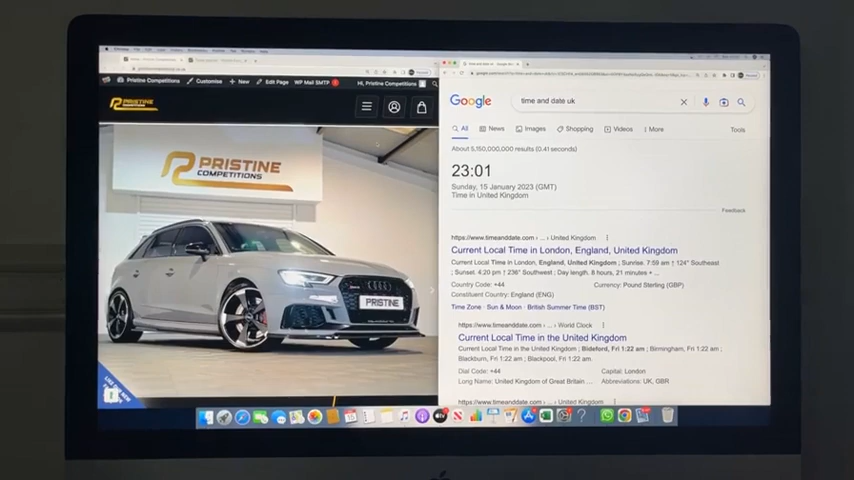 Pristine Competitions
Customise
New
Edit Page
WP Mail SMTP
Hi, Pristine Competitions
PRISTINE
COMPETITIONS
PRISTINE
COMPETITIONS
PRISTINE
Google
time and date uk
All
News
Images
Shopping
Videos
More
Tools
About 5,150,000,000 results (0.41 seconds)
23:01
Sunday, 15 January 2023 (GMT)
Time in United Kingdom
Feedback
https://www.timeanddate.com › ... › United Kingdom
Current Local Time in London, England, United Kingdom
Current Local Time in London, England, United Kingdom ; Sunrise. 7:59 am ↑ 124° Southeast
; Sunset. 4:20 pm ↑ 236° Southwest ; Day length. 8 hours, 21 minutes + ...
Country Code: +44 Currency: Pound Sterling (GBP)
Constituent Country: England (ENG)
Time Zone · Sun & Moon · British Summer Time (BST)
https://www.timeanddate.com › ... › World Clock
Current Local Time in the United Kingdom
Current Local Time in the United Kingdom ; Bideford, Fri 1:22 am ; Birmingham, Fri 1:22 am ;
Blackburn, Fri 1:22 am ; Blackpool, Fri 1:22 am ;
Dial Code: +44 Capital: London
Long Name: United Kingdom of Great Britain ... Abbreviations: UK, GBR
https://www.timeanddate.com › ... › United Kingdom